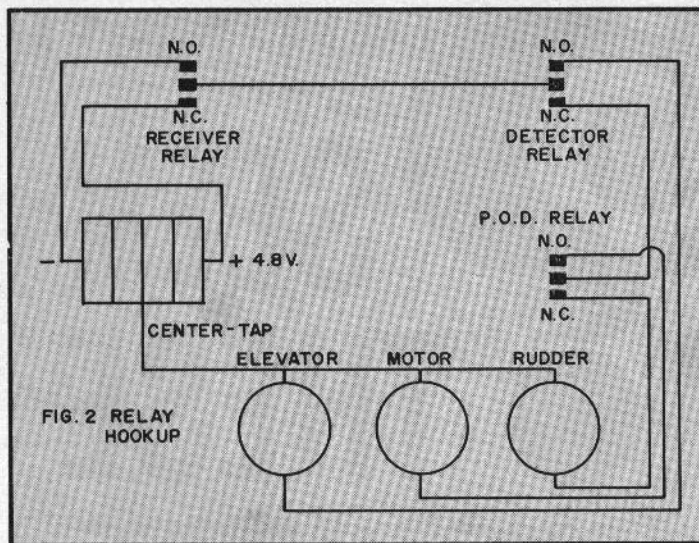 N.O.
N.O.
N.C.
RECEIVER
RELAY
N.C.
DETECTOR
RELAY
P.O.D. RELAY
N.O.
N.C.
- + 4.8V.
CENTER-TAP
ELEVATOR MOTOR RUDDER
FIG. 2 RELAY
HOOKUP